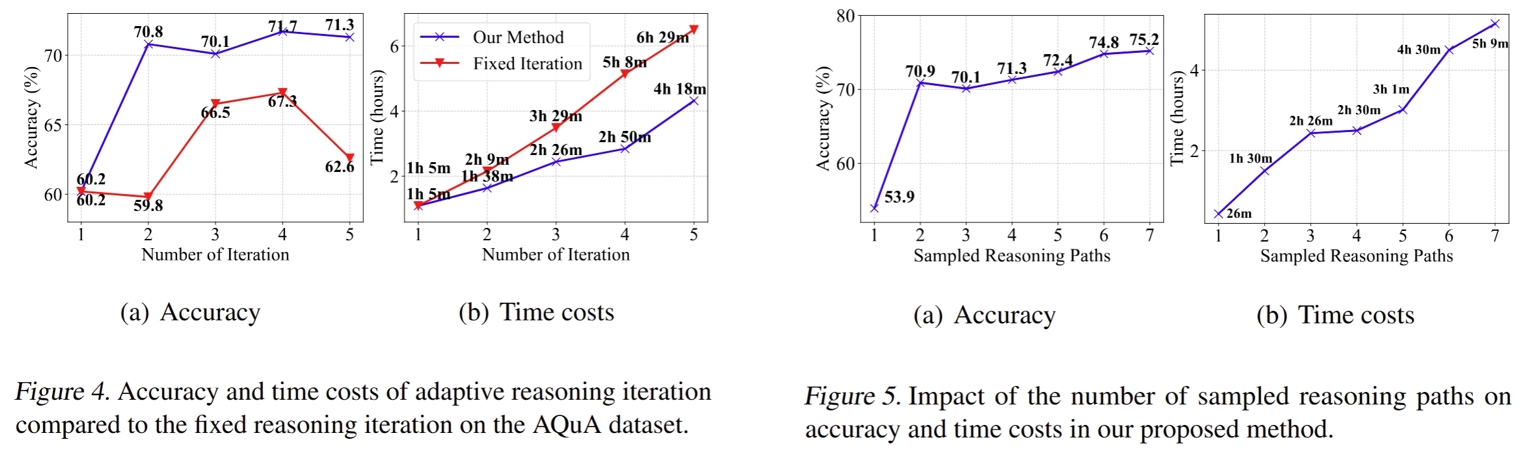 Accuracy (%)
70
65
60
60.2
60.2
70.8
59.8
70.1
66.5
71.7
67.3
71.3
62.6
1 2 3 4 5
Number of Iteration
(a) Accuracy
Time (hours)
6
4
2
Our Method
Fixed Iteration
1h 5m
1h 5m
2h 9m
1h 38m
3h 29m
2h 26m
5h 8m
2h 50m
6h 29m
4h 18m
1 2 3 4 5
Number of Iteration
(b) Time costs
Figure 4. Accuracy and time costs of adaptive reasoning iteration
compared to the fixed reasoning iteration on the AQuA dataset.
Accuracy (%)
80
70
60
53.9
70.9
70.1
71.3
72.4
74.8
75.2
1 2 3 4 5 6 7
Sampled Reasoning Paths
(a) Accuracy
Time (hours)
4
2
26m
1h 30m
2h 26m
2h 30m
3h 1m
4h 30m
5h 9m
1 2 3 4 5 6 7
Sampled Reasoning Paths
(b) Time costs
Figure 5. Impact of the number of sampled reasoning paths on
accuracy and time costs in our proposed method.